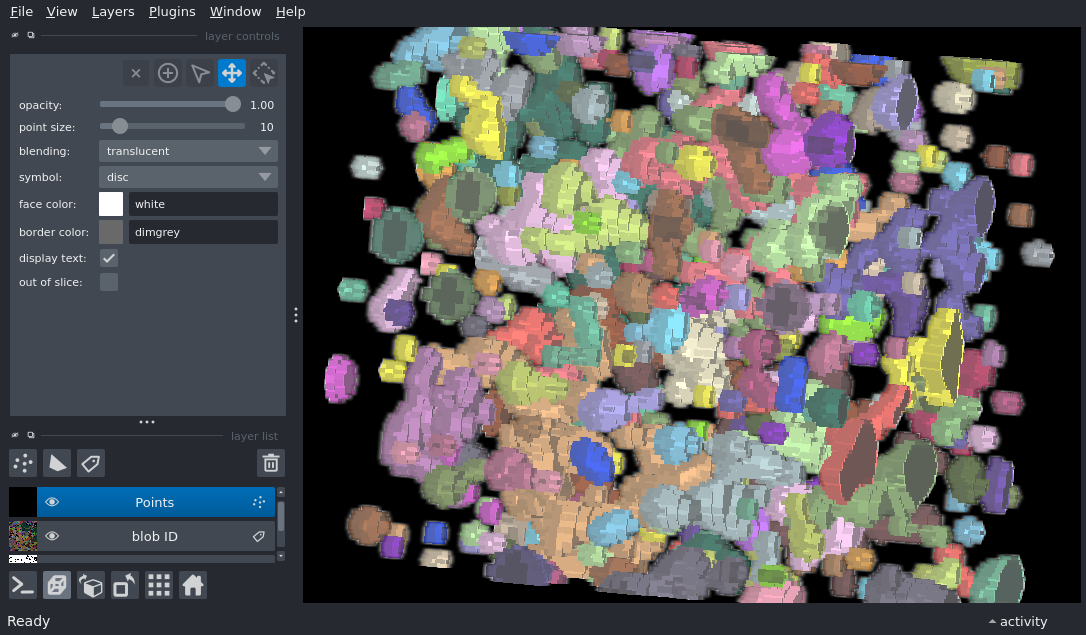 File View Layers Plugins Window Help
layer controls
opacity: 1.00
point size: 10
blending: translucent
symbol: disc
face color: white
border color: dimgrey
display text:
out of slice:
layer list
Points
blob ID
Ready
activity